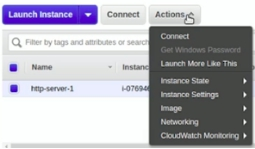 Launch Instance Connect Actions
Filter by tags and attributes or search
Name Instanc
http-server-1 i-07694
Connect
Get Windows Password
Launch More Like This
Instance State
Instance Settings
Image
Networking
CloudWatch Monitoring